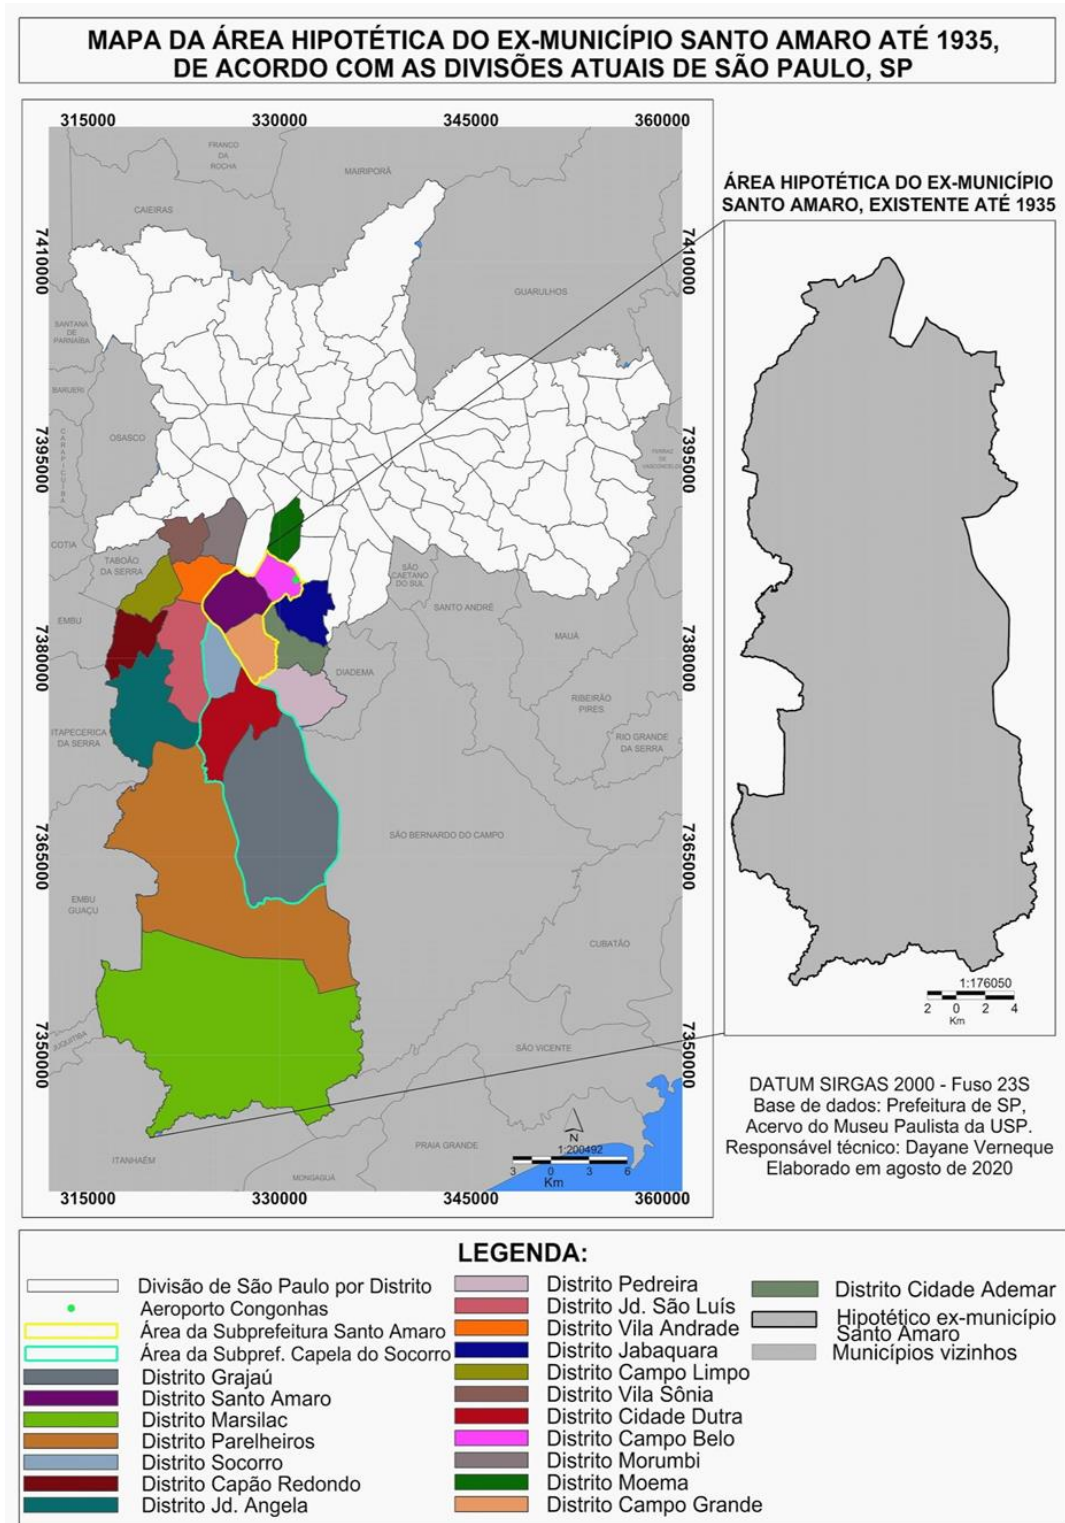 MAPA DA ÁREA HIPOTÉTICA DO EX-MUNICÍPIO SANTO AMARO ATÉ 1935,
DE ACORDO COM AS DIVISÕES ATUAIS DE SÃO PAULO, SP
315000 330000 345000 360000
FRANCO
DA
ROCHA
MAIRIPORÃ
CAIEIRAS
7410000
7410000
GUARULHOS
SANTANA
DE
PARNAÍBA
BARUERI
CARAPICUIBA
OSASCO
7395000
7395000
FERRAZ
DE
VASCONCELOS
COTIA
TABOÃO
DA SERRA
SÃO
CAETANO
DO SUL
SANTO ANDRÉ
EMBU
MAUÁ
7380000
7380000
DIADEMA
RIBEIRÃO
PIRES
ITAPECERICA
DA SERRA
RIO GRANDE
DA SERRA
SÃO BERNARDO DO CAMPO
7365000
7365000
EMBU
GUAÇU
CUBATÃO
JUQUITIBA
7350000
7350000
SÃO VICENTE
PRAIA GRANDE
ITANHAÉM
MONGAGUÁ
N
1:200492
3 0 3 6
Km
315000 330000 345000 360000
ÁREA HIPOTÉTICA DO EX-MUNICÍPIO
SANTO AMARO, EXISTENTE ATÉ 1935
1:176050
2 0 2 4
Km
DATUM SIRGAS 2000 - Fuso 23S
Base de dados: Prefeitura de SP,
Acervo do Museu Paulista da USP.
Responsável técnico: Dayane Verneque
Elaborado em agosto de 2020
LEGENDA:
Divisão de São Paulo por Distrito
Aeroporto Congonhas
Área da Subprefeitura Santo Amaro
Área da Subpref. Capela do Socorro
Distrito Grajaú
Distrito Santo Amaro
Distrito Marsilac
Distrito Parelheiros
Distrito Socorro
Distrito Capão Redondo
Distrito Jd. Angela
Distrito Pedreira
Distrito Jd. São Luís
Distrito Vila Andrade
Distrito Jabaquara
Distrito Campo Limpo
Distrito Vila Sônia
Distrito Cidade Dutra
Distrito Campo Belo
Distrito Morumbi
Distrito Moema
Distrito Campo Grande
Distrito Cidade Ademar
Hipotético ex-município
Santo Amaro
Municípios vizinhos